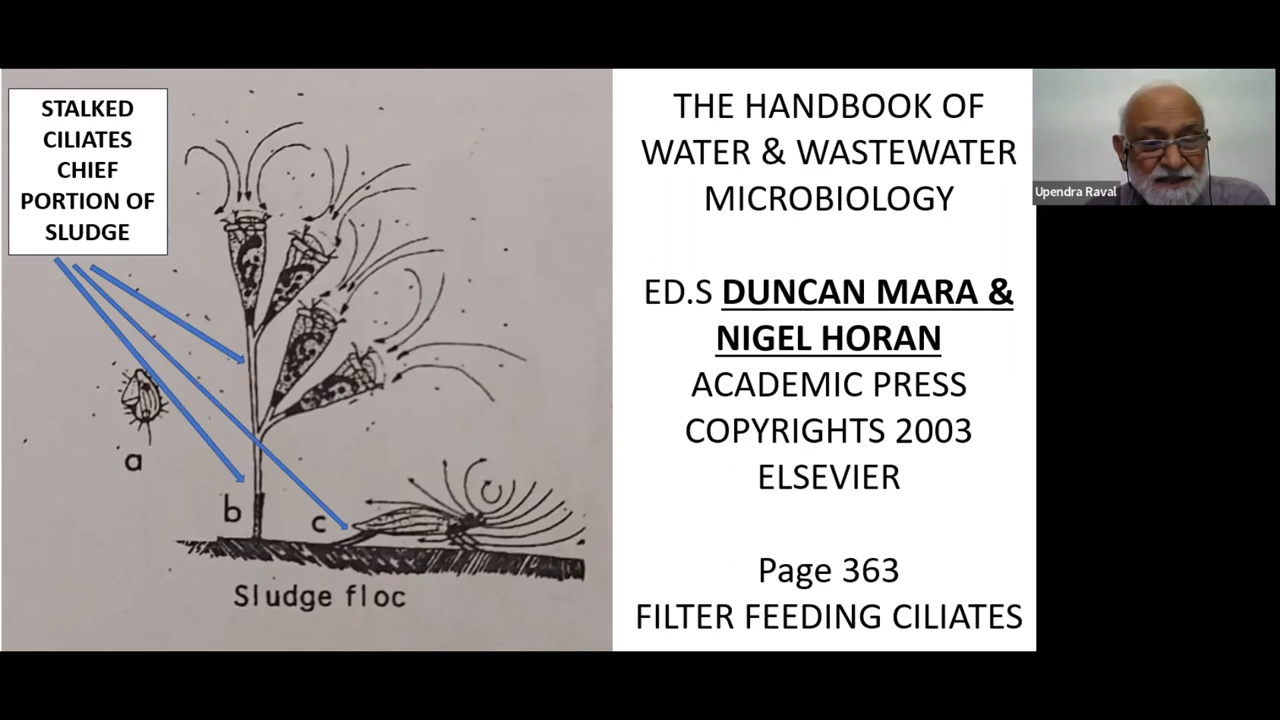 STALKED
CILIATES
CHIEF
PORTION OF
SLUDGE
a
b
c
Sludge floc
THE HANDBOOK OF
WATER & WASTEWATER
MICROBIOLOGY
ED.S DUNCAN MARA &
NIGEL HORAN
ACADEMIC PRESS
COPYRIGHTS 2003
ELSEVIER
Page 363
FILTER FEEDING CILIATES
Upendra Raval